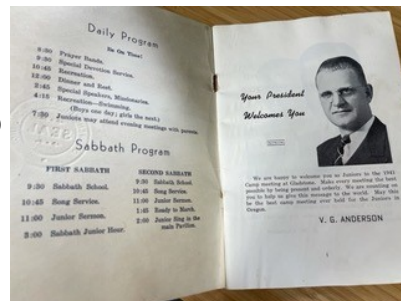 Daily Program
Be On Time!
8:30 Prayer Bands.
9:30 Special Devotion Service.
10:45 Recreation.
12:00 Dinner and Rest.
2:45 Special Speakers, Missionaries.
4:15 Recreation—Swimming.
(Boys one day; girls the next.)
7:30 Juniors may attend evening meetings with parents.
Sabbath Program
FIRST SABBATH
9:30 Sabbath School.
10:45 Song Service.
11:00 Junior Sermon.
3:00 Sabbath Junior Hour.
SECOND SABBATH
9:30 Sabbath School.
10:45 Song Service.
11:00 Junior Sermon.
1:45 Ready to March.
2:00 Junior Sing in the
main Pavilion.
Your President
Welcomes You
We are happy to welcome you to Juniors to the 1941
Camp meeting at Gladstone. Make every meeting the best
possible by being present and orderly. We are counting on
you to help us give this message to the world. May this
be the best camp meeting ever held for the Juniors in
Oregon.
V. G. ANDERSON
1